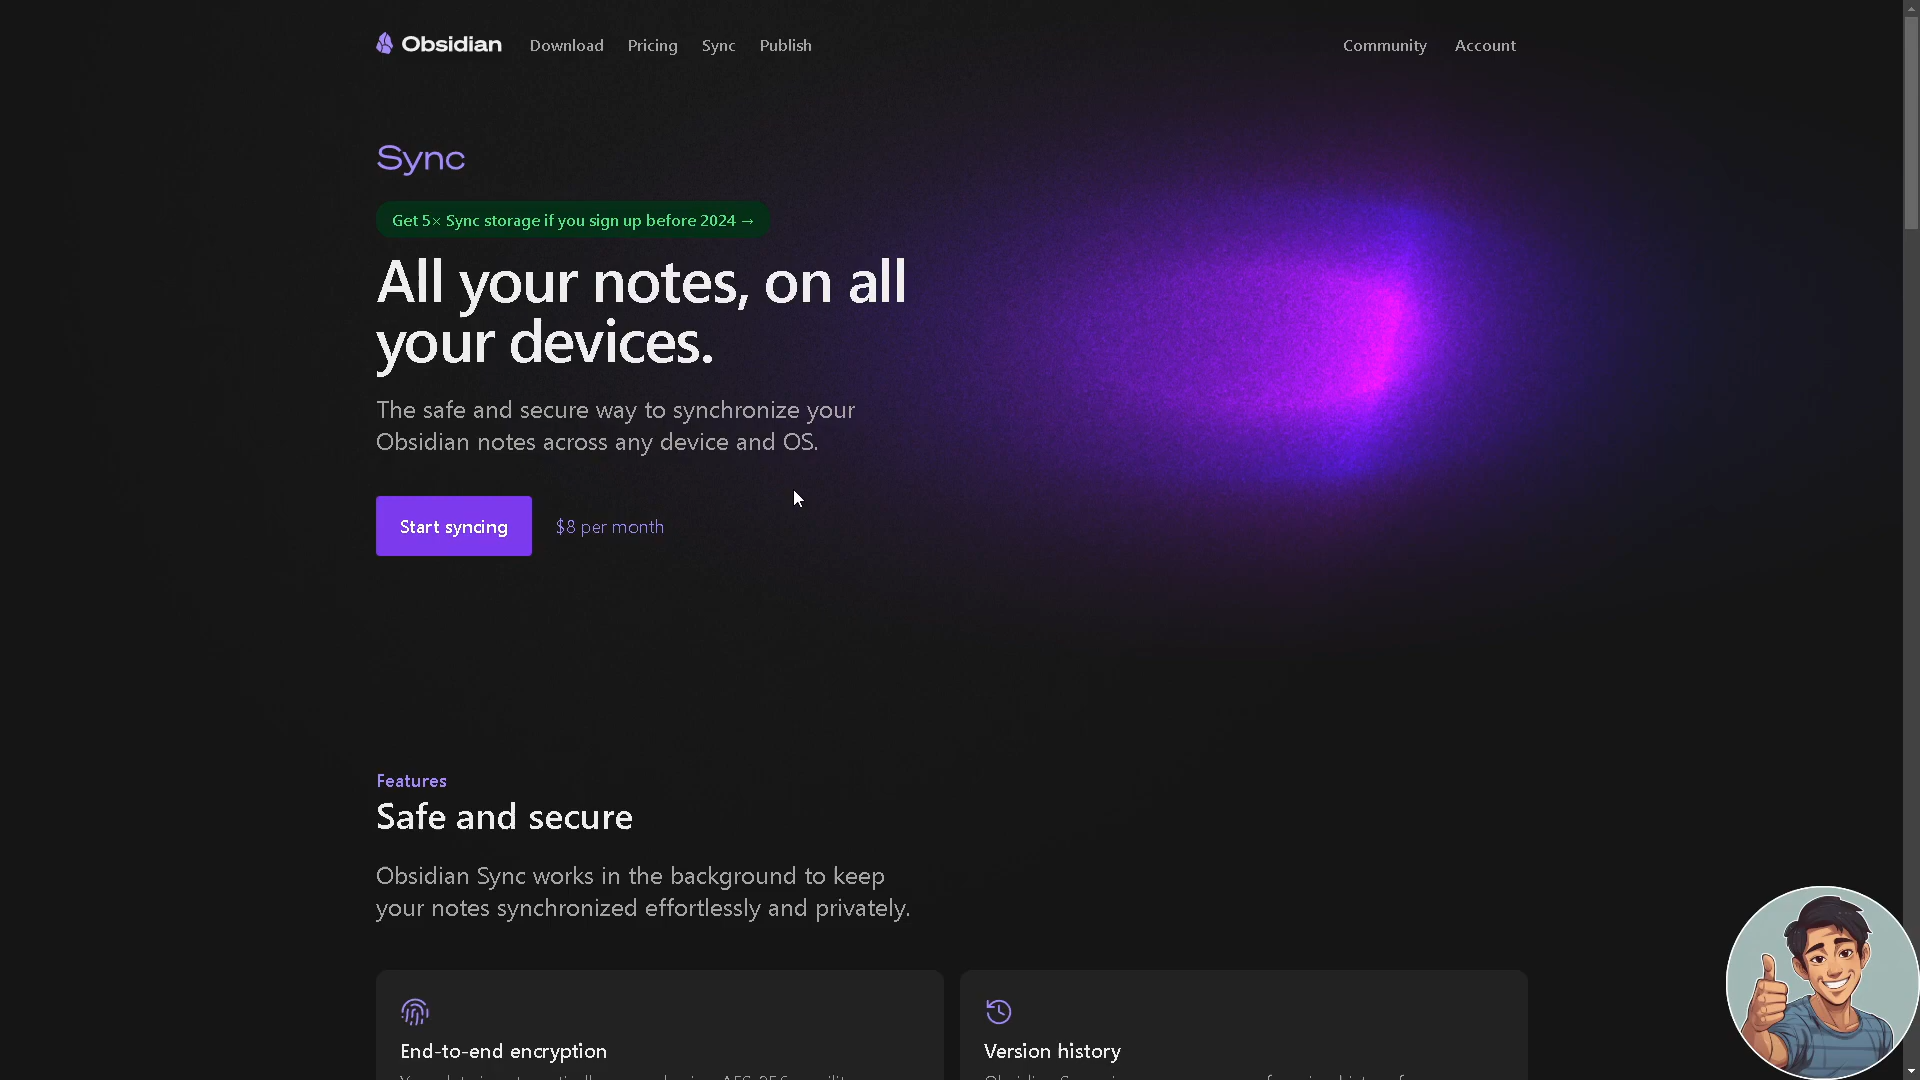 Obsidian
Download
Pricing
Sync
Publish
Community
Account
Sync
Get 5× Sync storage if you sign up before 2024 →
All your notes, on all
your devices.
The safe and secure way to synchronize your
Obsidian notes across any device and OS.
Start syncing
$8 per month
Features
Safe and secure
Obsidian Sync works in the background to keep
your notes synchronized effortlessly and privately.
End-to-end encryption
Version history